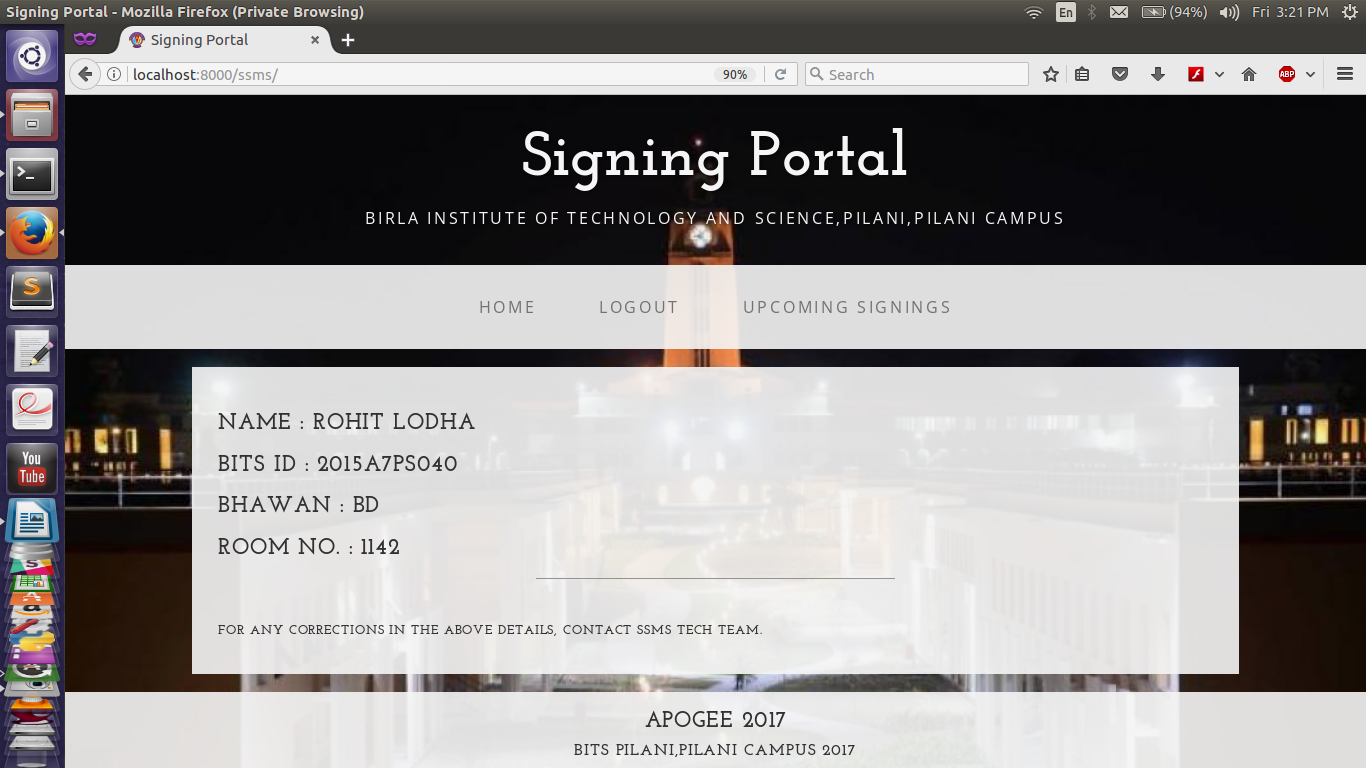 Signing Portal - Mozilla Firefox (Private Browsing)
En
(94%)
Fri 3:21 PM
Signing Portal
localhost:8000/ssms/
90%
Search
ABP
Signing Portal
BIRLA INSTITUTE OF TECHNOLOGY AND SCIENCE,PILANI,PILANI CAMPUS
HOME
LOGOUT
UPCOMING SIGNINGS
NAME : ROHIT LODHA
BITS ID : 2015A7PS040
BHAWAN : BD
ROOM NO. : 1142
FOR ANY CORRECTIONS IN THE ABOVE DETAILS, CONTACT SSMS TECH TEAM.
You
Tube
APOGEE 2017
BITS PILANI,PILANI CAMPUS 2017